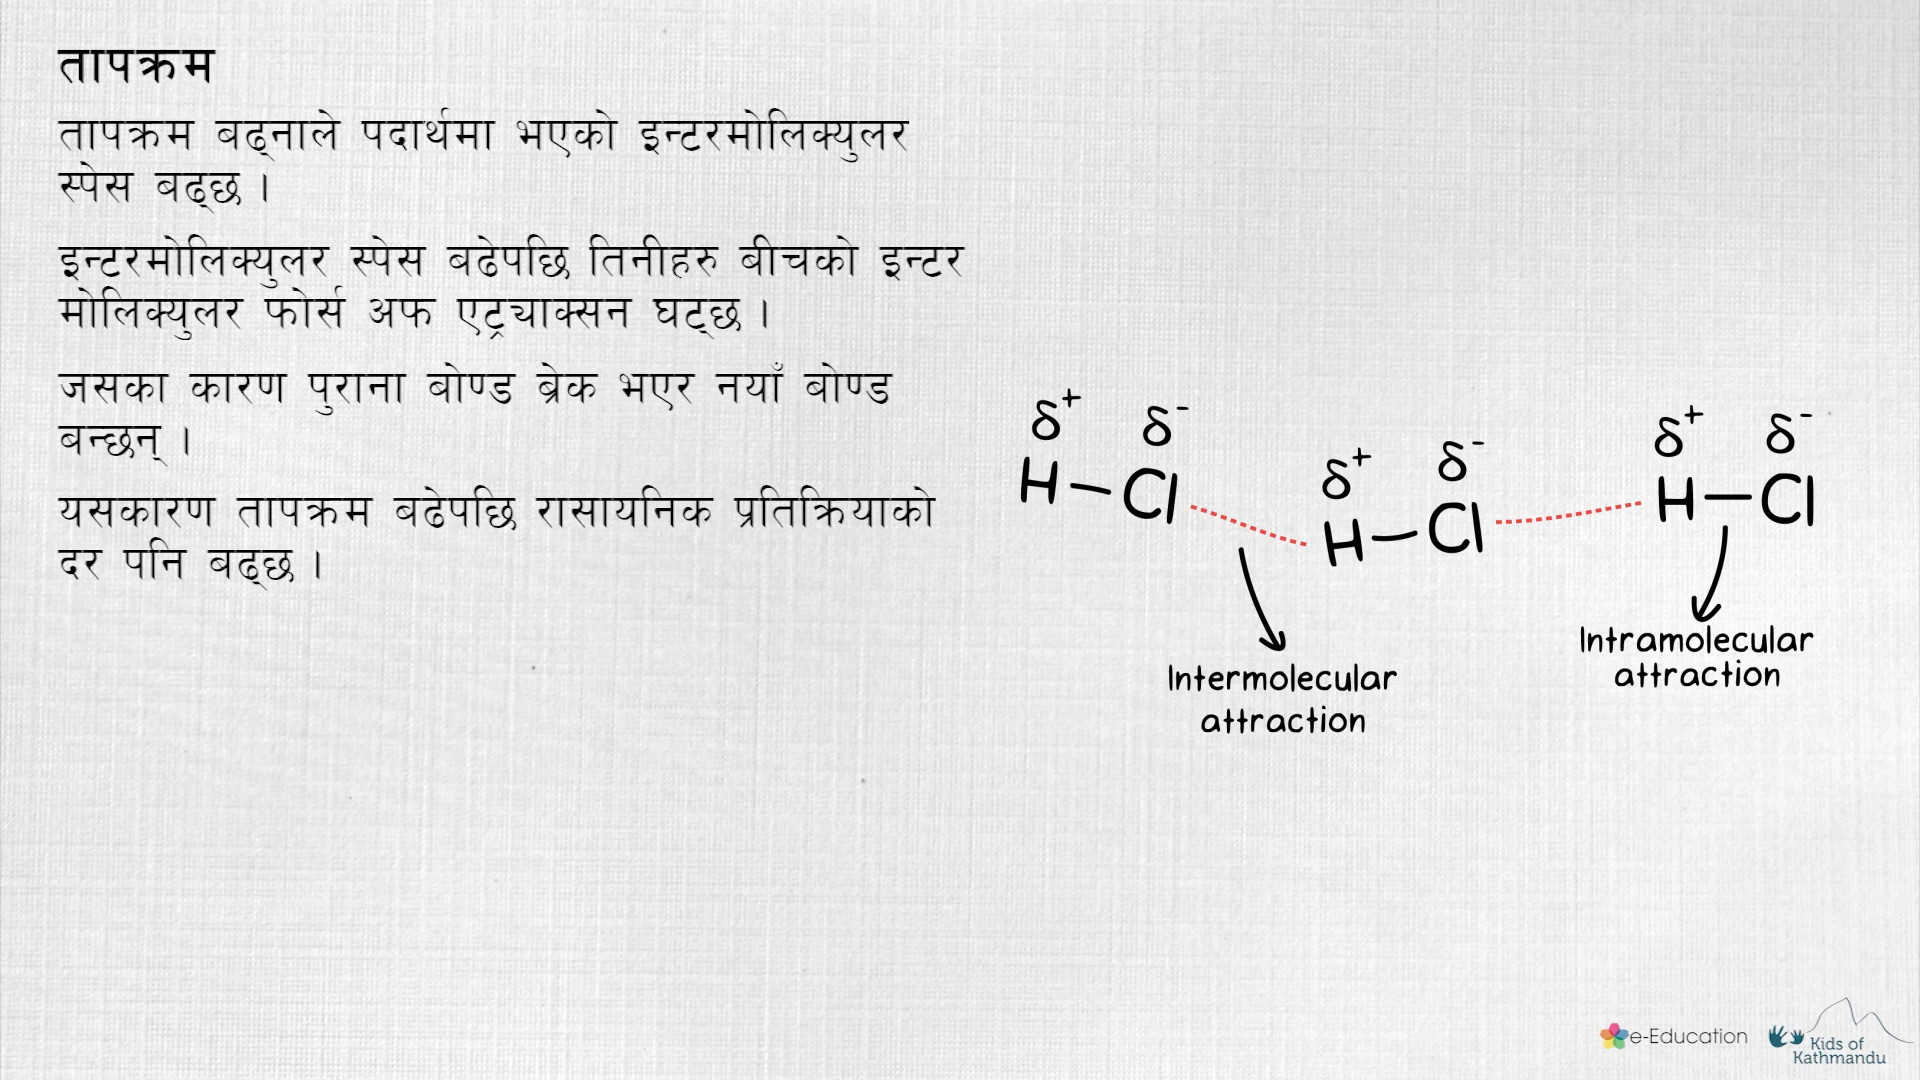 तापक्रम
तापक्रम बढ्नाले पदार्थमा भएको इन्टरमोलिक्युलर
स्पेस बढ्छ ।
इन्टरमोलिक्युलर स्पेस बढेपछि तिनीहरु बीचको इन्टर
मोलिक्युलर फोर्स अफ एट्र्याक्सन घट्छ ।
जसका कारण पुराना बोण्ड ब्रेक भएर नयाँ बोण्ड
बन्छन् ।
यसकारण तापक्रम बढेपछि रासायनिक प्रतिक्रियाको
दर पनि बढ्छ ।
δ⁺ δ⁻
H—Cl
δ⁺ δ⁻
H—Cl
δ⁺ δ⁻
H—Cl
Intermolecular
attraction
Intramolecular
attraction
e-Education
Kids of
Kathmandu